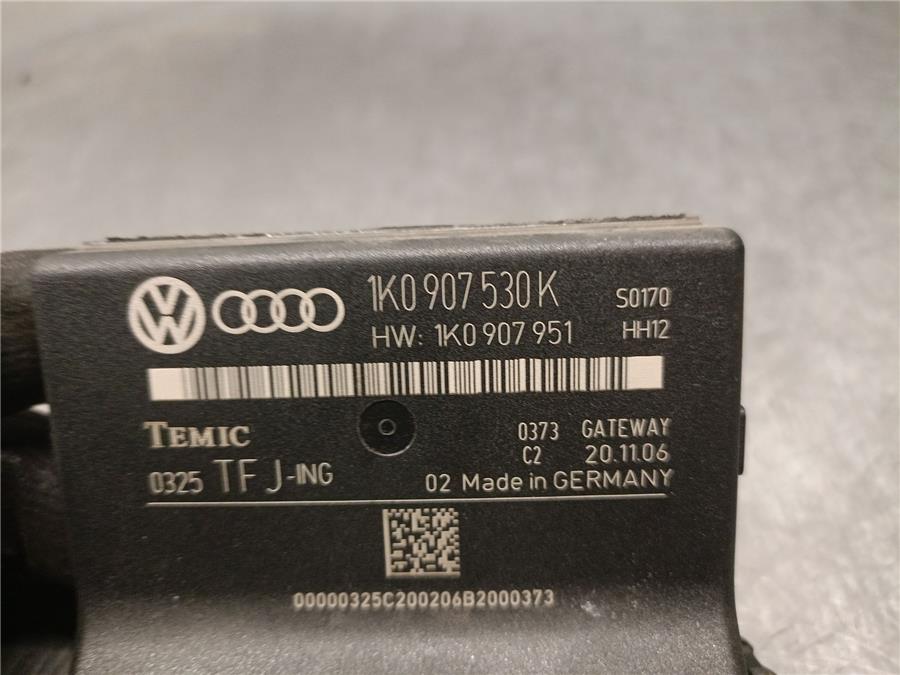 1K0 907 530 K S0170
HW: 1K0 907 951 HH12
TEMIC 0373 GATEWAY
C2 20.11.06
0325 TFJ-ING 02 Made in GERMANY
00000325C200206B2000373